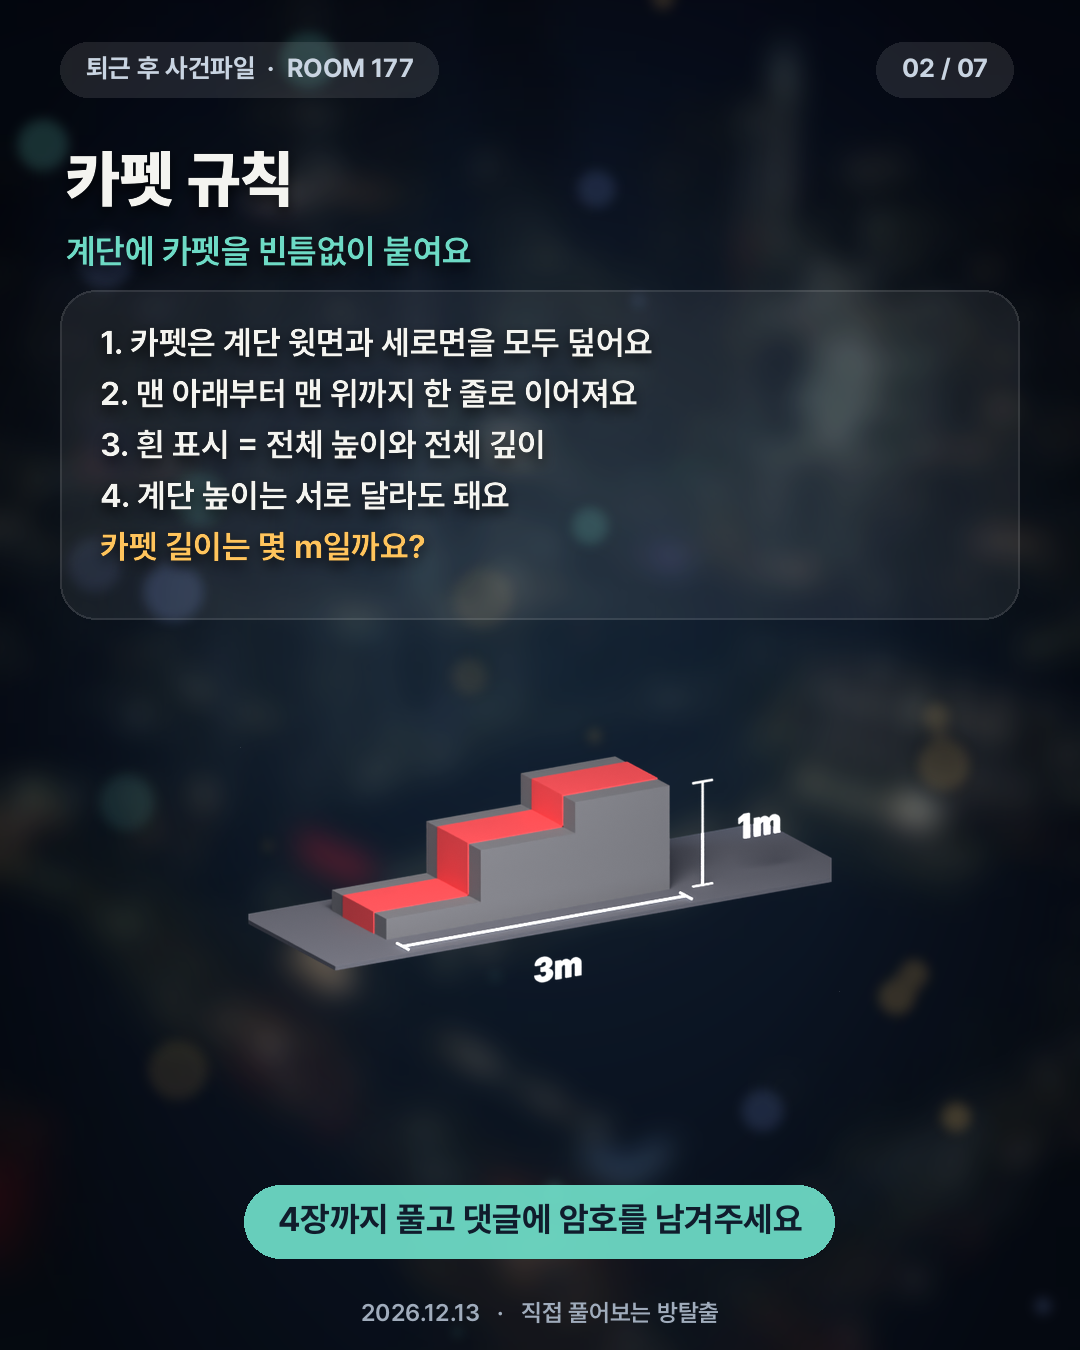 퇴근 후 사건파일 · ROOM 177
02 / 07
카펫 규칙
계단에 카펫을 빈틈없이 붙여요
1. 카펫은 계단 윗면과 세로면을 모두 덮어요
2. 맨 아래부터 맨 위까지 한 줄로 이어져요
3. 흰 표시 = 전체 높이와 전체 깊이
4. 계단 높이는 서로 달라도 돼요
카펫 길이는 몇 m일까요?
1m
3m
4장까지 풀고 댓글에 암호를 남겨주세요
2026.12.13 · 직접 풀어보는 방탈출